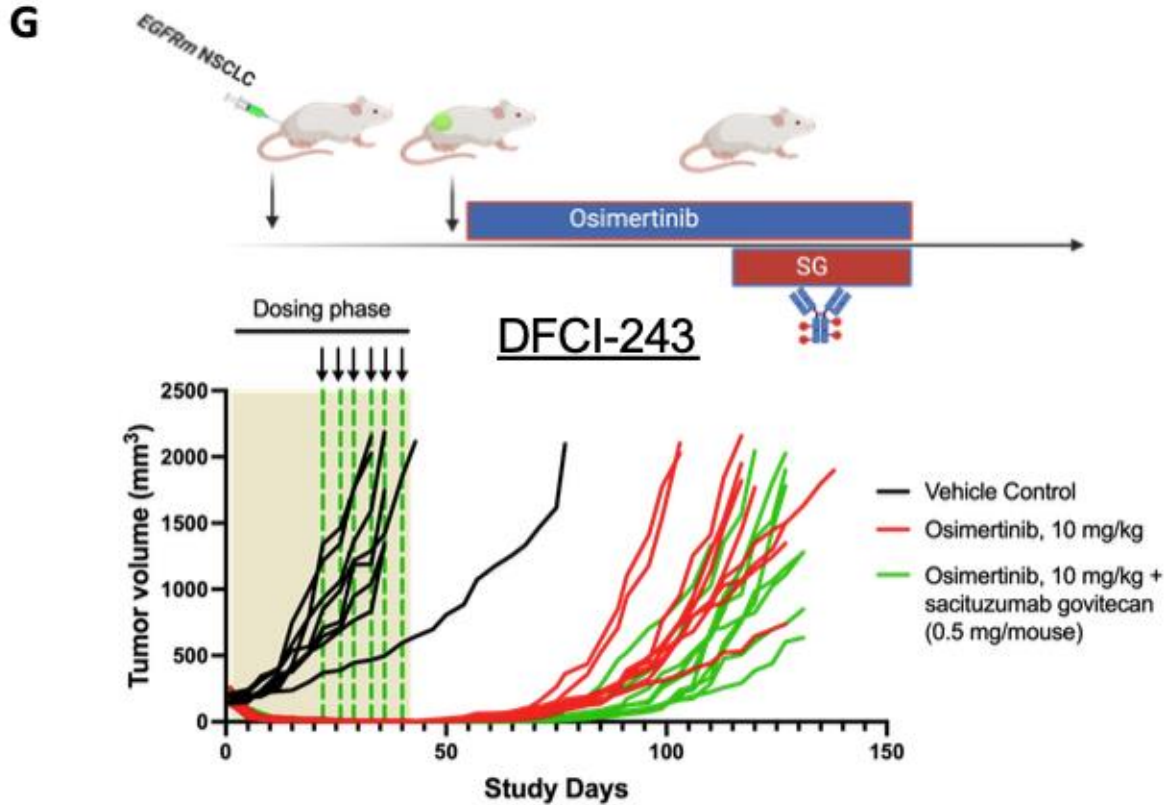 G
EGFRm NSCLC
Osimertinib
SG
Dosing phase
DFCI-243
2500
2000
1500
1000
500
0
Tumor volume (mm³)
0
50
100
150
Study Days
Vehicle Control
Osimertinib, 10 mg/kg
Osimertinib, 10 mg/kg +
sacituzumab govitecan
(0.5 mg/mouse)